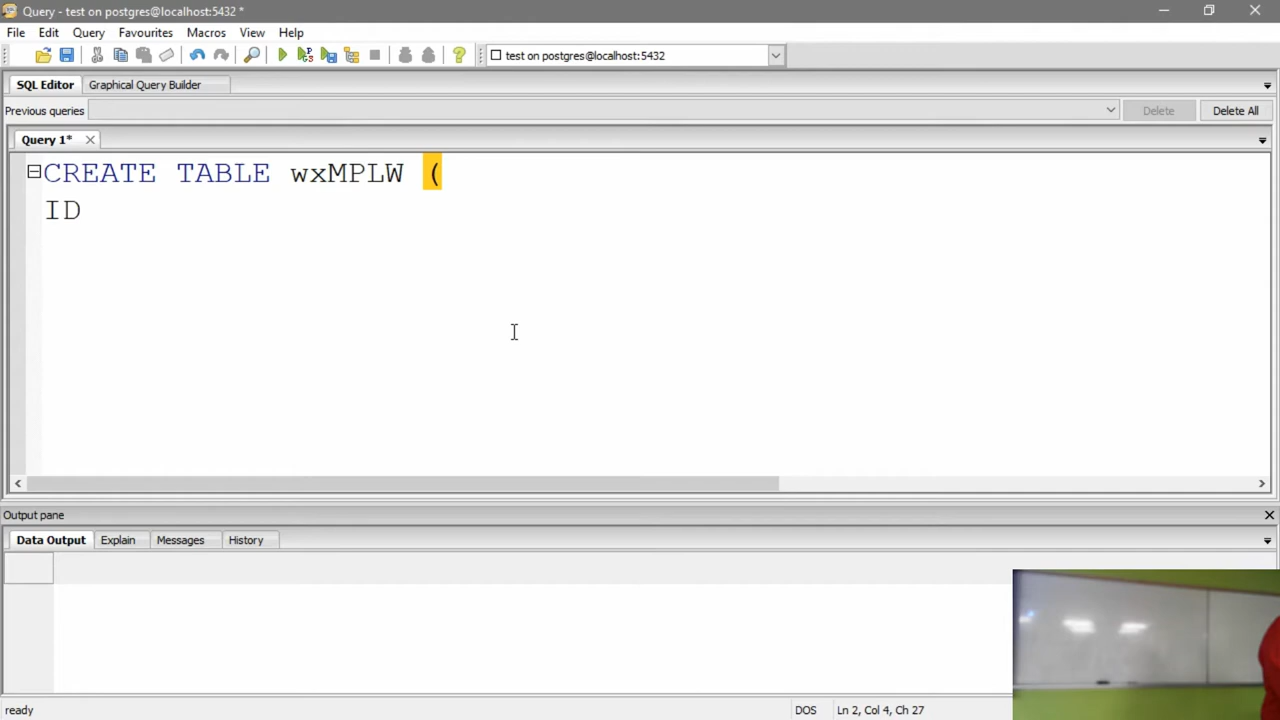 Query - test on postgres@localhost:5432 *
File Edit Query Favourites Macros View Help
test on postgres@localhost:5432
SQL Editor Graphical Query Builder
Previous queries Delete Delete All
Query 1*
CREATE TABLE wxMPLW (
ID
Output pane
Data Output Explain Messages History
ready DOS Ln 2, Col 4, Ch 27